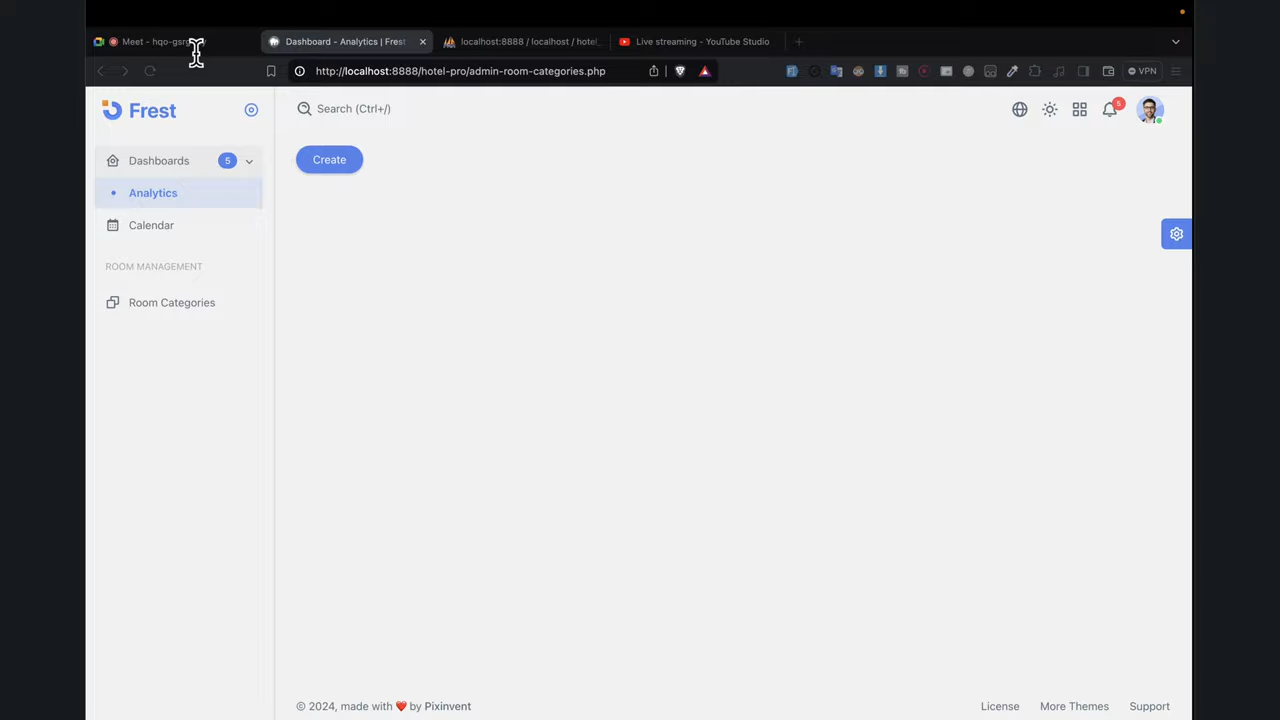 Meet - hqo-gsr
Dashboard - Analytics | Frest
localhost:8888 / localhost / hotel_
Live streaming - YouTube Studio
http://localhost:8888/hotel-pro/admin-room-categories.php
VPN
Frest
Search (Ctrl+/)
5
Dashboards
5
Create
Analytics
Calendar
ROOM MANAGEMENT
Room Categories
© 2024, made with ❤️ by Pixinvent
License
More Themes
Support